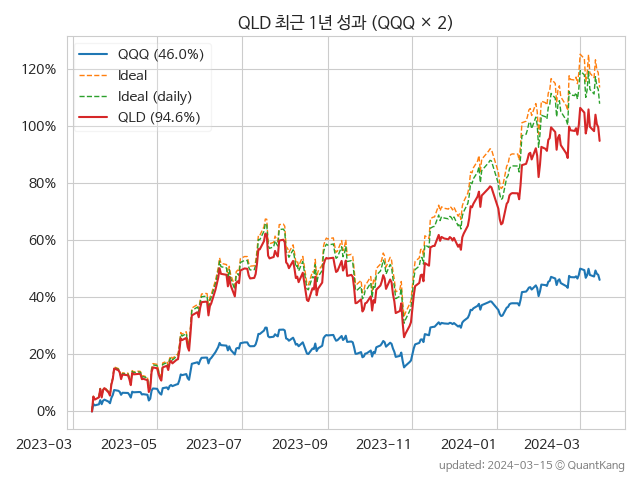 QLD 최근 1년 성과 (QQQ × 2)
QQQ (46.0%)
Ideal
Ideal (daily)
QLD (94.6%)
120%
100%
80%
60%
40%
20%
0%
2023-03 2023-05 2023-07 2023-09 2023-11 2024-01 2024-03
updated: 2024-03-15 © QuantKang